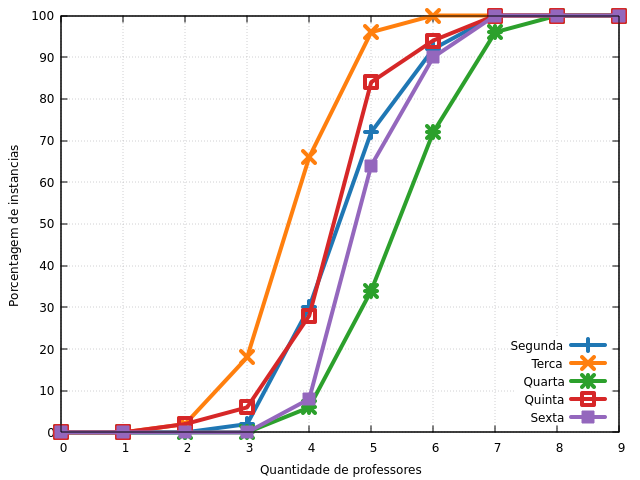 100
90
80
70
60
50
40
30
20
10
0
Porcentagem de instancias
Segunda
Terca
Quarta
Quinta
Sexta
0 1 2 3 4 5 6 7 8 9
Quantidade de professores